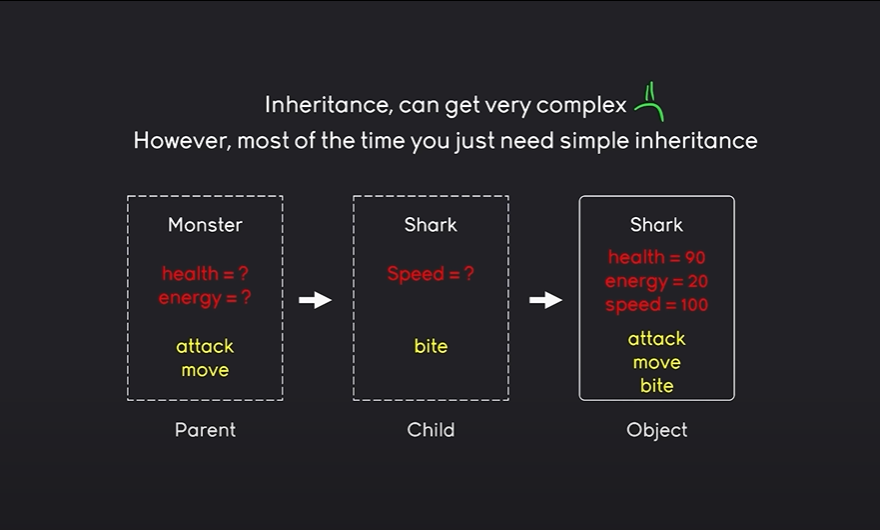 Inheritance, can get very complex
However, most of the time you just need simple inheritance
Monster
health = ?
energy = ?
attack
move
Parent
Shark
Speed = ?
bite
Child
Shark
health = 90
energy = 20
speed = 100
attack
move
bite
Object